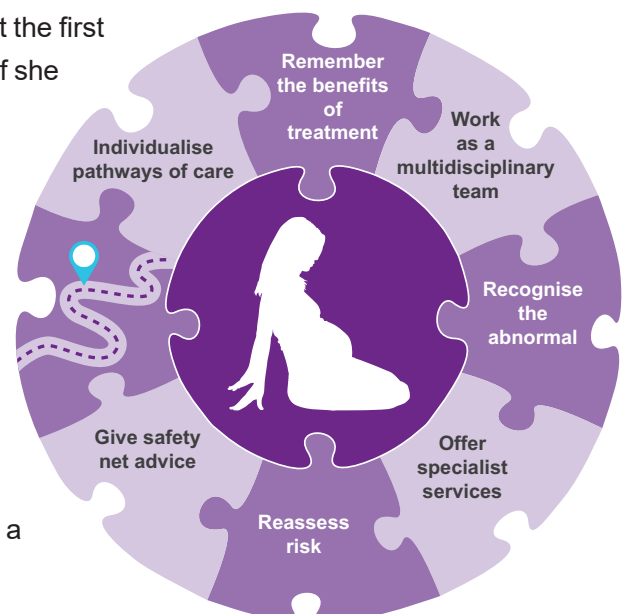 t the first
f she
Remember
the benefits
of
treatment
Work
as a
multidisciplinary
team
Recognise
the
abnormal
Offer
specialist
services
Reassess
risk
Give safety
net advice
Individualise
pathways of care
a